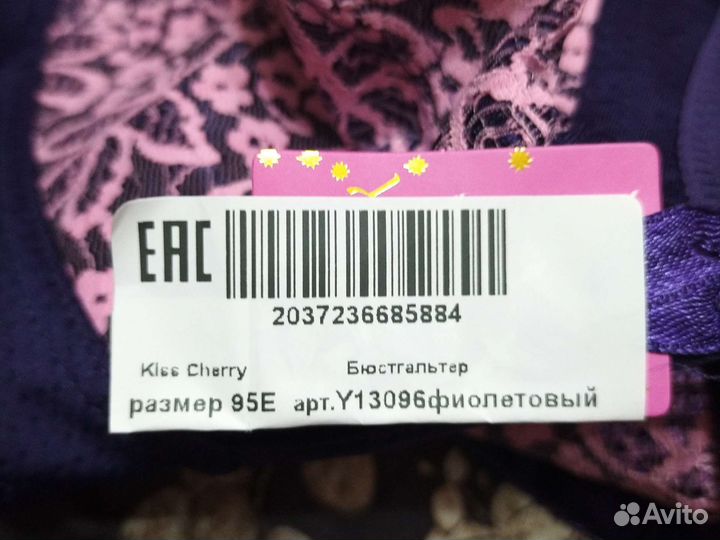 EAC
2037236685884
Kiss Cherry Бюстгальтер
размер 95E арт.Y13096фиолетовый
Avito